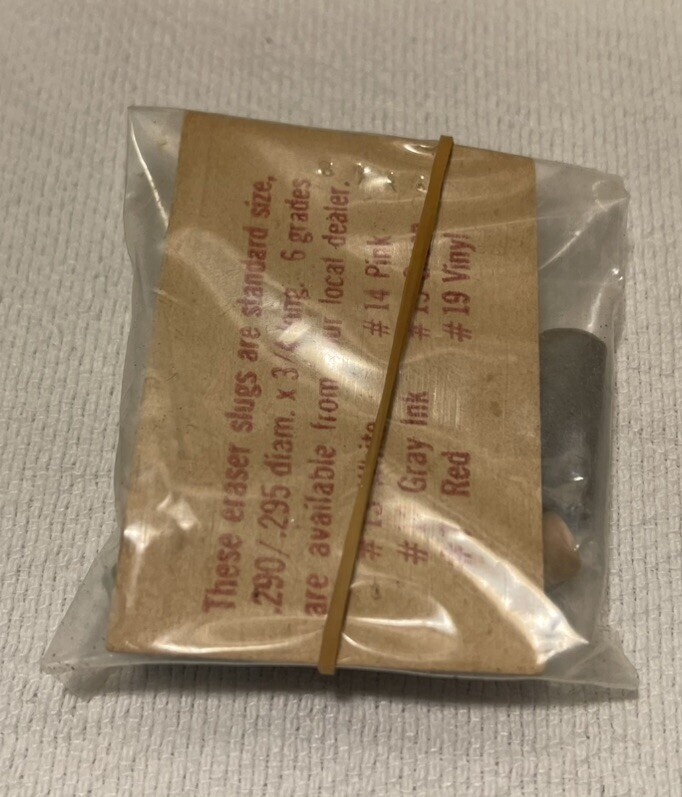 These eraser slugs are standard size,
.290/.295 diam. x 3/4 long. 6 grades
are available from local dealer.
#14 Pink
# Gray Ink
# Red #19 Vinyl